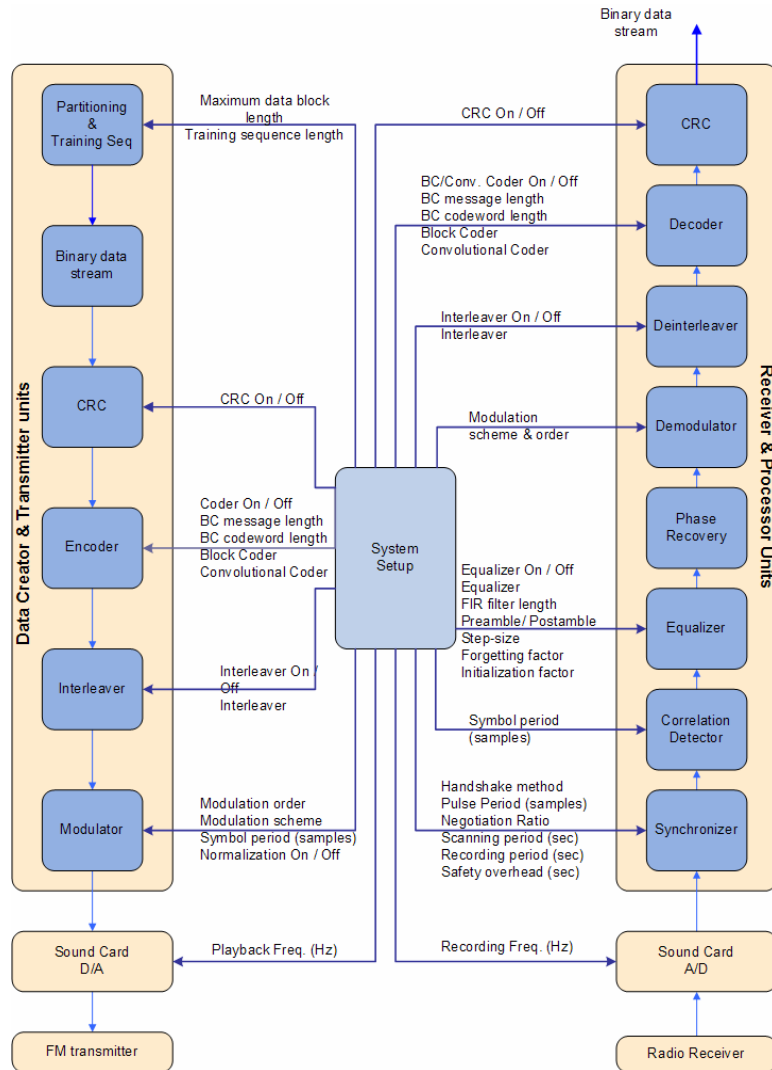 Binary data
stream
Data Creator & Transmitter units
Partitioning
&
Training Seq
Binary data
stream
CRC
Encoder
Interleaver
Modulator
Sound Card
D/A
FM transmitter
Maximum data block
length
Training sequence length
CRC On / Off
Coder On / Off
BC message length
BC codeword length
Block Coder
Convolutional Coder
Interleaver On /
Off
Interleaver
Modulation order
Modulation scheme
Symbol period (samples)
Normalization On / Off
Playback Freq. (Hz)
System
Setup
CRC On / Off
BC/Conv. Coder On / Off
BC message length
BC codeword length
Block Coder
Convolutional Coder
Interleaver On / Off
Interleaver
Modulation
scheme & order
Equalizer On / Off
Equalizer
FIR filter length
Preamble/ Postamble
Step-size
Forgetting factor
Initialization factor
Symbol period
(samples)
Handshake method
Pulse Period (samples)
Negotiation Ratio
Scanning period (sec)
Recording period (sec)
Safety overhead (sec)
Recording Freq. (Hz)
CRC
Decoder
Deinterleaver
Demodulator
Phase
Recovery
Equalizer
Correlation
Detector
Synchronizer
Sound Card
A/D
Radio Receiver
Receiver & Processor Units